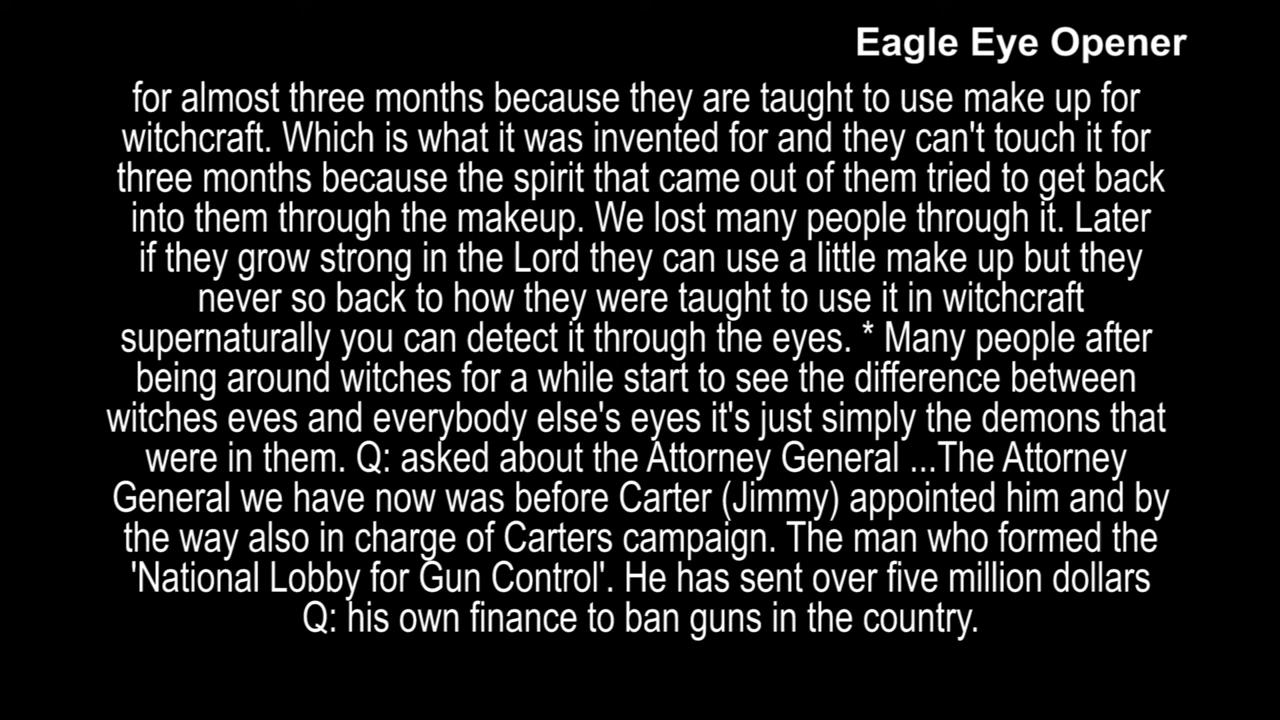 Eagle Eye Opener
for almost three months because they are taught to use make up for
witchcraft. Which is what it was invented for and they can't touch it for
three months because the spirit that came out of them tried to get back
into them through the makeup. We lost many people through it. Later
if they grow strong in the Lord they can use a little make up but they
never so back to how they were taught to use it in witchcraft
supernaturally you can detect it through the eyes. * Many people after
being around witches for a while start to see the difference between
witches eves and everybody else's eyes it's just simply the demons that
were in them. Q: asked about the Attorney General ...The Attorney
General we have now was before Carter (Jimmy) appointed him and by
the way also in charge of Carters campaign. The man who formed the
'National Lobby for Gun Control'. He has sent over five million dollars
Q: his own finance to ban guns in the country.